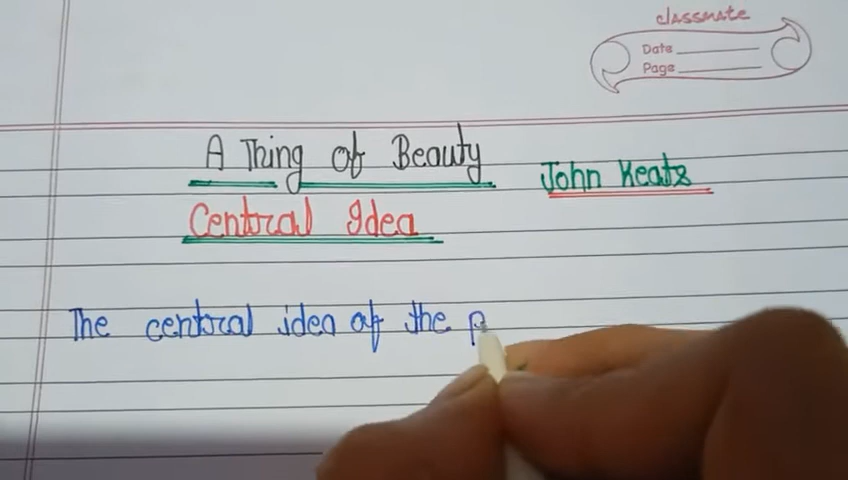 classmate
Date
Page
A Thing of Beauty
John Keats
Central Idea
The central idea of the p